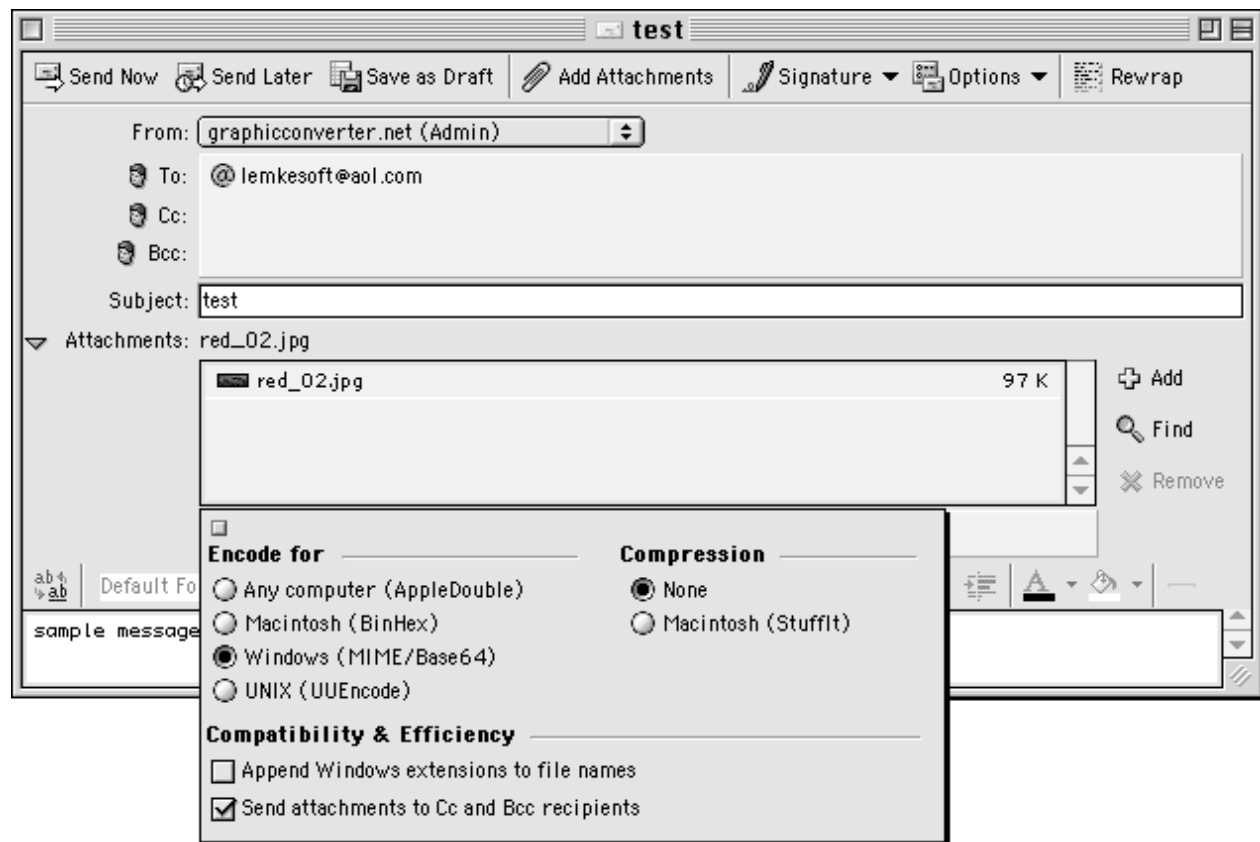 test
Send Now Send Later Save as Draft Add Attachments Signature Options Rewrap
From: graphicconverter.net (Admin)
To: @ lemkesoft@aol.com
Cc:
Bcc:
Subject: test
Attachments: red_02.jpg
red_02.jpg 97 K
Add
Find
Remove
Encode for
Any computer (AppleDouble)
Macintosh (BinHex)
Windows (MIME/Base64)
UNIX (UUEncode)
Compression
None
Macintosh (StuffIt)
ab
ab Default Fo A
sample message
Compatibility & Efficiency
Append Windows extensions to file names
Send attachments to Cc and Bcc recipients